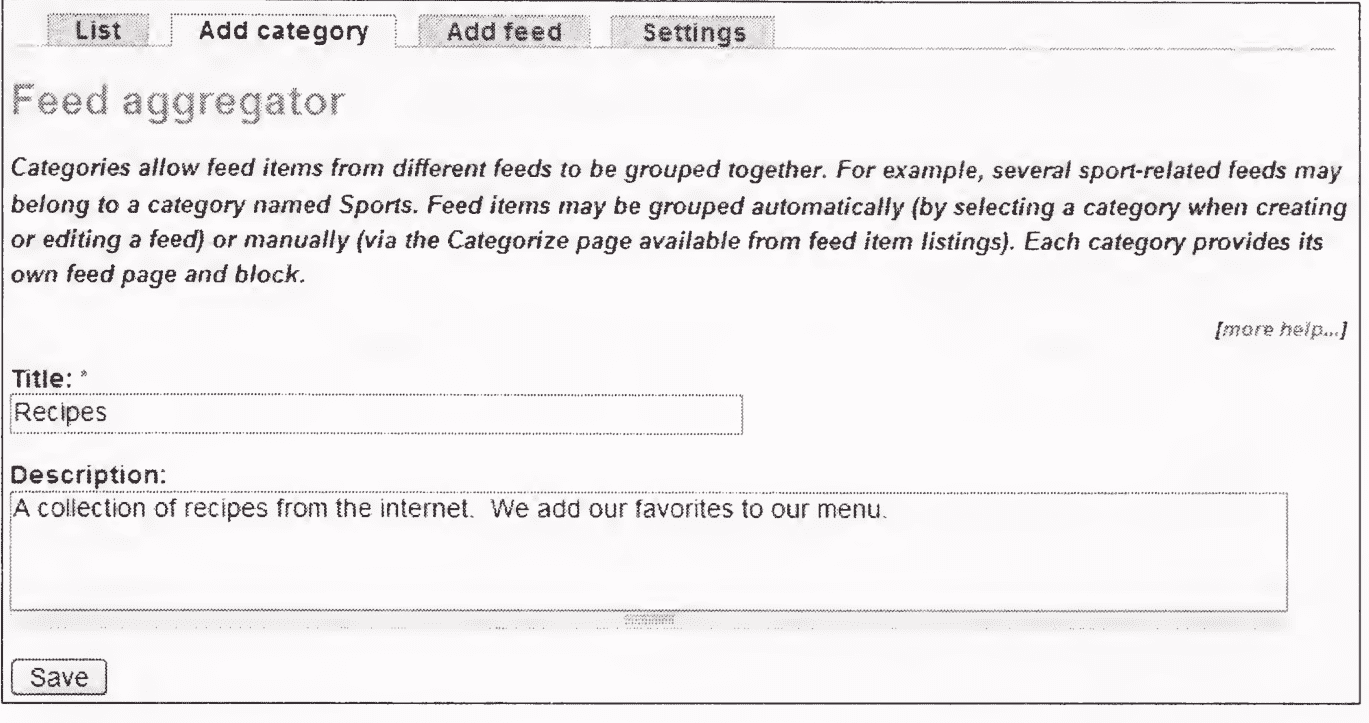 List Add category Add feed Settings
Feed aggregator
Categories allow feed items from different feeds to be grouped together. For example, several sport-related feeds may
belong to a category named Sports. Feed items may be grouped automatically (by selecting a category when creating
or editing a feed) or manually (via the Categorize page available from feed item listings). Each category provides its
own feed page and block.
[more help...]
Title: *
Recipes
Description:
A collection of recipes from the internet. We add our favorites to our menu.
Save